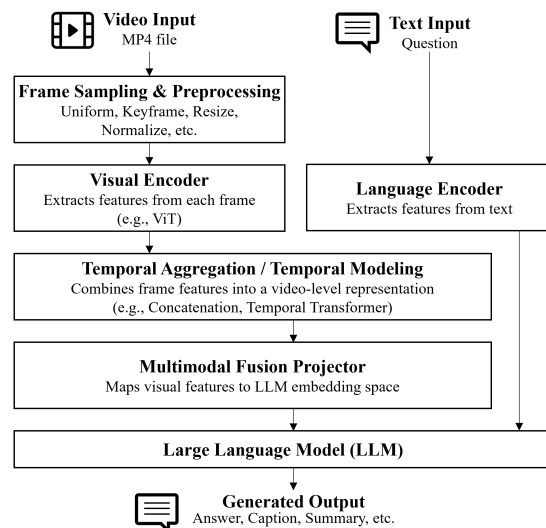 Video Input
MP4 file
Text Input
Question
Frame Sampling & Preprocessing
Uniform, Keyframe, Resize,
Normalize, etc.
Visual Encoder
Extracts features from each frame
(e.g., ViT)
Language Encoder
Extracts features from text
Temporal Aggregation / Temporal Modeling
Combines frame features into a video-level representation
(e.g., Concatenation, Temporal Transformer)
Multimodal Fusion Projector
Maps visual features to LLM embedding space
Large Language Model (LLM)
Generated Output
Answer, Caption, Summary, etc.